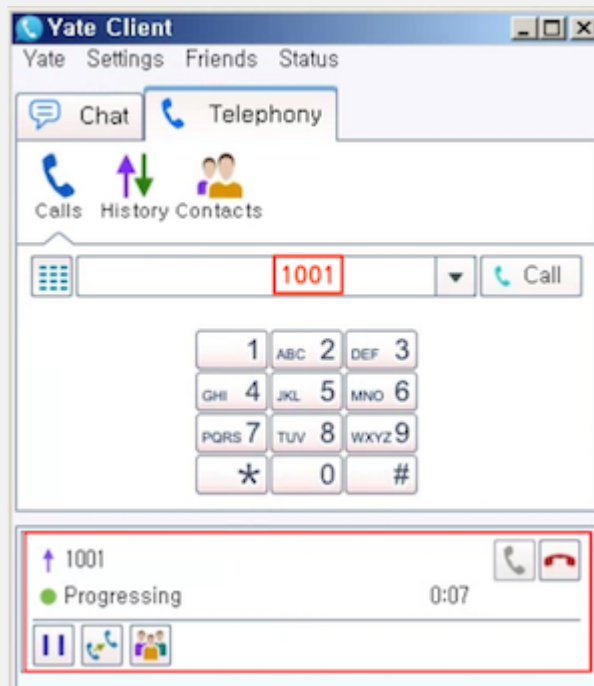 Yate Client
Yate Settings Friends Status
Chat Telephony
Calls History Contacts
1001 Call
1 ABC 2 DEF 3
GHI 4 JKL 5 MNO 6
PQRS 7 TUV 8 WXYZ 9
* 0 #
1001
Progressing 0:07